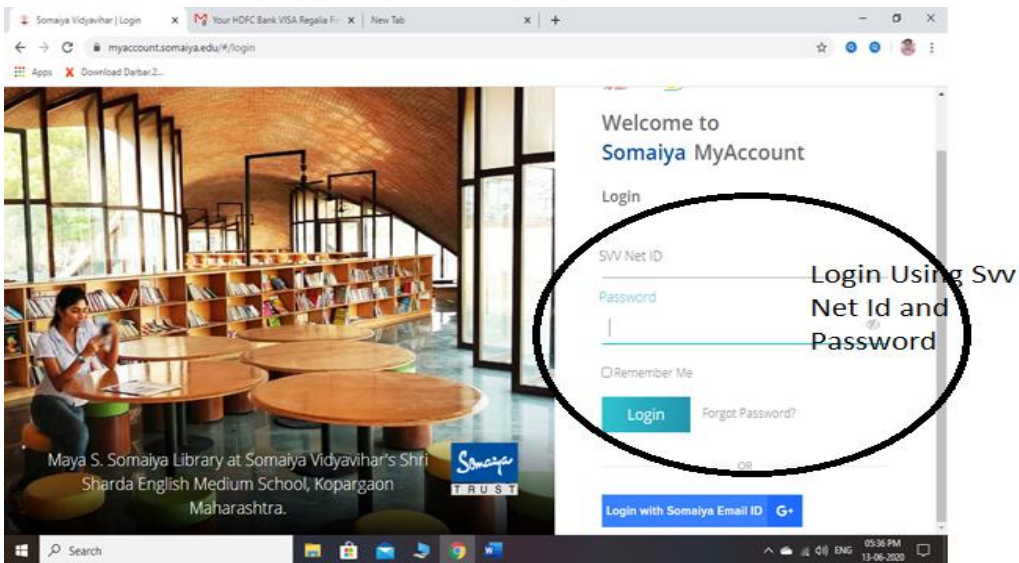 Somaiya Vidyavihar | Login
Your HDFC Bank VISA Regalia Fir
New Tab
myaccount.somaiya.edu/#/login
Apps
Download Darbar.2...
Welcome to
Somaiya MyAccount
Login
SVV Net ID
Password
Login Using Svv
Net Id and
Password
Remember Me
Login
Forgot Password?
OR
Login with Somaiya Email ID G+
Maya S. Somaiya Library at Somaiya Vidyavihar's Shri
Sharda English Medium School, Kopargaon
Maharashtra.
Somaiya
TRUST
Search
ENG
05:36 PM
13-06-2020